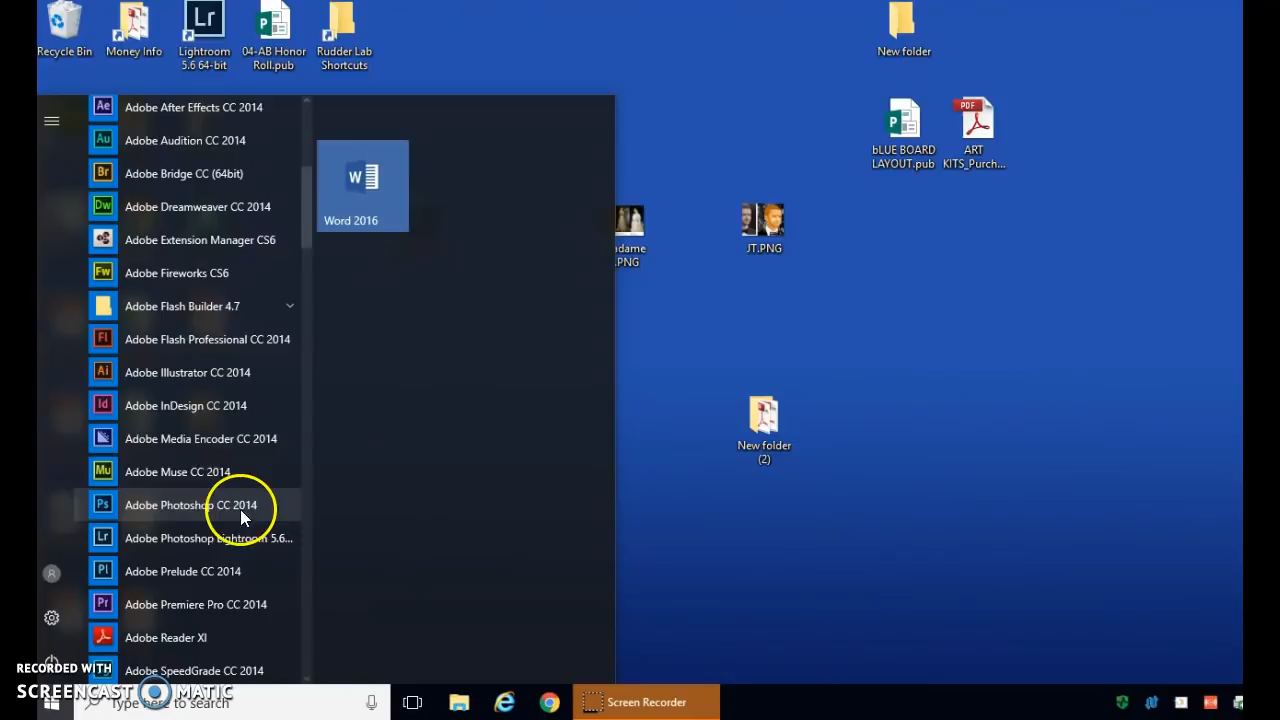 Recycle Bin
Money Info
Lightroom
5.6 64-bit
04-AB Honor
Roll.pub
Rudder Lab
Shortcuts
New folder
Ae Adobe After Effects CC 2014
Au Adobe Audition CC 2014
Br Adobe Bridge CC (64bit)
Dw Adobe Dreamweaver CC 2014
Adobe Extension Manager CS6
Fw Adobe Fireworks CS6
Adobe Flash Builder 4.7
Fl Adobe Flash Professional CC 2014
Ai Adobe Illustrator CC 2014
Id Adobe InDesign CC 2014
Adobe Media Encoder CC 2014
Mu Adobe Muse CC 2014
Ps Adobe Photoshop CC 2014
Lr Adobe Photoshop Lightroom 5.6...
Pl Adobe Prelude CC 2014
Pr Adobe Premiere Pro CC 2014
Adobe Reader XI
Adobe SpeedGrade CC 2014
Word 2016
bLUE BOARD
LAYOUT.pub
PDF
ART
KITS_Purch...
.PNG
JT.PNG
New folder
(2)
RECORDED WITH
SCREENCAST MATIC
Type here to search
Screen Recorder